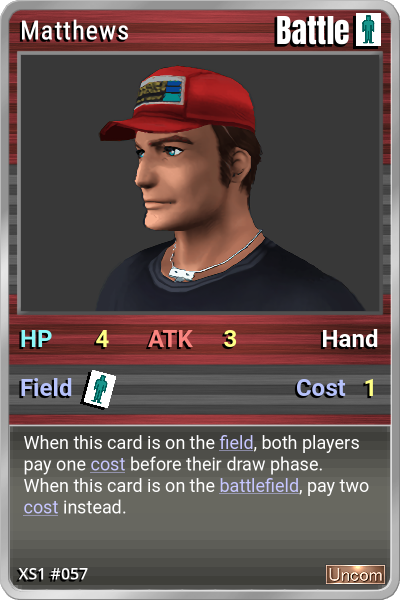 Matthews Battle
HP 4 ATK 3 Hand
Field Cost 1
When this card is on the field, both players
pay one cost before their draw phase.
When this card is on the battlefield, pay two
cost instead.
XS1 #057 Uncom